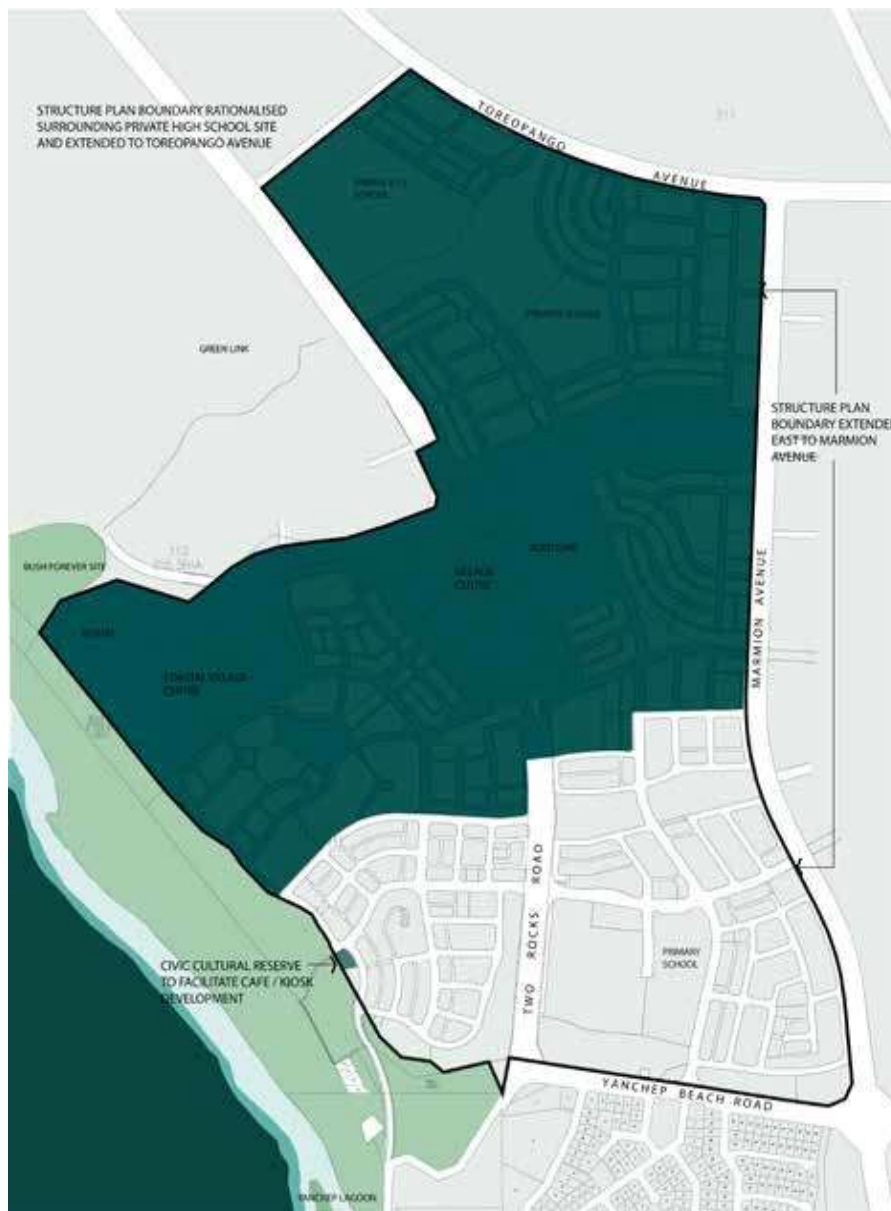 STRUCTURE PLAN BOUNDARY RATIONALISED
SURROUNDING PRIVATE HIGH SCHOOL SITE
AND EXTENDED TO TOREOPANGO AVENUE
TOREOPANGO
AVENUE
SCHOOL
GREEN LINK
STRUCTURE PLAN
BOUNDARY EXTENDE
EAST TO MARMION
AVENUE
BUSH FOREVER SITE
VILLAGE
CENTRE
COASTAL VILLAGE
CENTRE
MARMION AVENUE
TWO ROCKS ROAD
CIVIC CULTURAL RESERVE
TO FACILITATE CAFE / KIOSK
DEVELOPMENT
PRIMARY
SCHOOL
YANCHEP BEACH ROAD
YANCHEP LAGOON